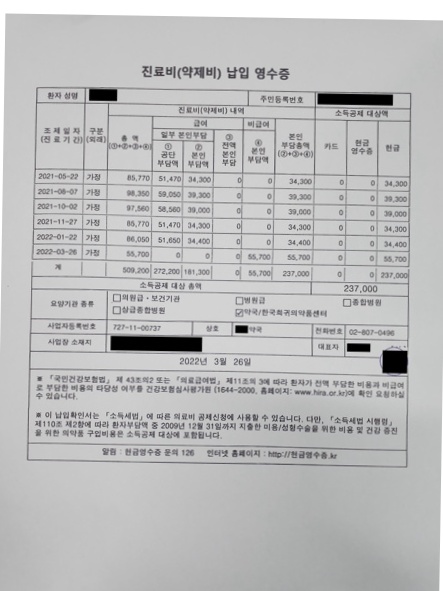 진료비(약제비) 납입 영수증
환자 성명 주민등록번호
진료비(약제비) 내역 소득공제 대상액
조제일자 (진료기간) 구분 (외래) 총 액 (①+②+③+④) 급여 비급여 본인 부담총액 (②+③+④) 카드 현금 영수증 현금
일부 본인부담 ③ 전액 본인 부담 ④ 본인 부담액
① 공단 부담액 ② 본인 부담액
2021-05-22 가정 85,770 51,470 34,300 0 0 34,300 0 0 34,300
2021-08-07 가정 98,350 59,050 39,300 0 0 39,300 0 0 39,300
2021-10-02 가정 97,560 58,560 39,000 0 0 39,000 0 0 39,000
2021-11-27 가정 85,770 51,470 34,300 0 0 34,300 0 0 34,300
2022-01-22 가정 86,050 51,650 34,400 0 0 34,400 0 0 34,400
2022-03-26 가정 55,700 0 0 0 55,700 55,700 0 0 55,700
계 509,200 272,200 181,300 0 55,700 237,000 0 0 237,000
소득공제 대상 총액 237,000
요양기관 종류 □의원급·보건기관 □병원급 □종합병원
□상급종합병원 ☑약국/한국희귀의약품센터
사업자등록번호 727-11-00737 상호 약국 전화번호 02-807-0496
사업장 소재지 대표자
2022년 3월 26일
* 「국민건강보험법」 제 43조의2 또는 「의료급여법」 제11조의 3에 따라 환자가 전액 부담한 비용과 비급여
로 부담한 비용의 타당성 여부를 건강보험심사평가원 (1644-2000, 홈페이지: www.hira.or.kr)에 확인 요청하실
수 있습니다.
* 이 납입확인서는 「소득세법」에 따른 의료비 공제신청에 사용할 수 있습니다. 다만, 「소득세법 시행령」
제110조 제2항에 따라 환자부담액 중 2009년 12월 31일까지 지출한 미용/성형수술을 위한 비용 및 건강 증진
을 위한 의약품 구입비용은 소득공제 대상에 포함됩니다.
알림 : 현금영수증 문의 126 인터넷 홈페이지 : http://현금영수증.kr